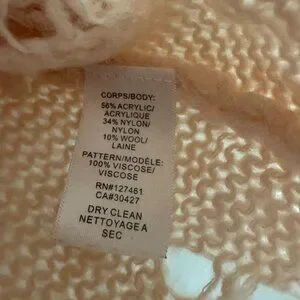 CORPS/BODY:
56% ACRYLIC/
ACRYLIQUE
34% NYLON/
NYLON
10% WOOL/
LAINE
PATTERN/MODÈLE:
100% VISCOSE/
VISCOSE
RN#127461
CA#30427
DRY CLEAN
NETTOYAGE A
SEC